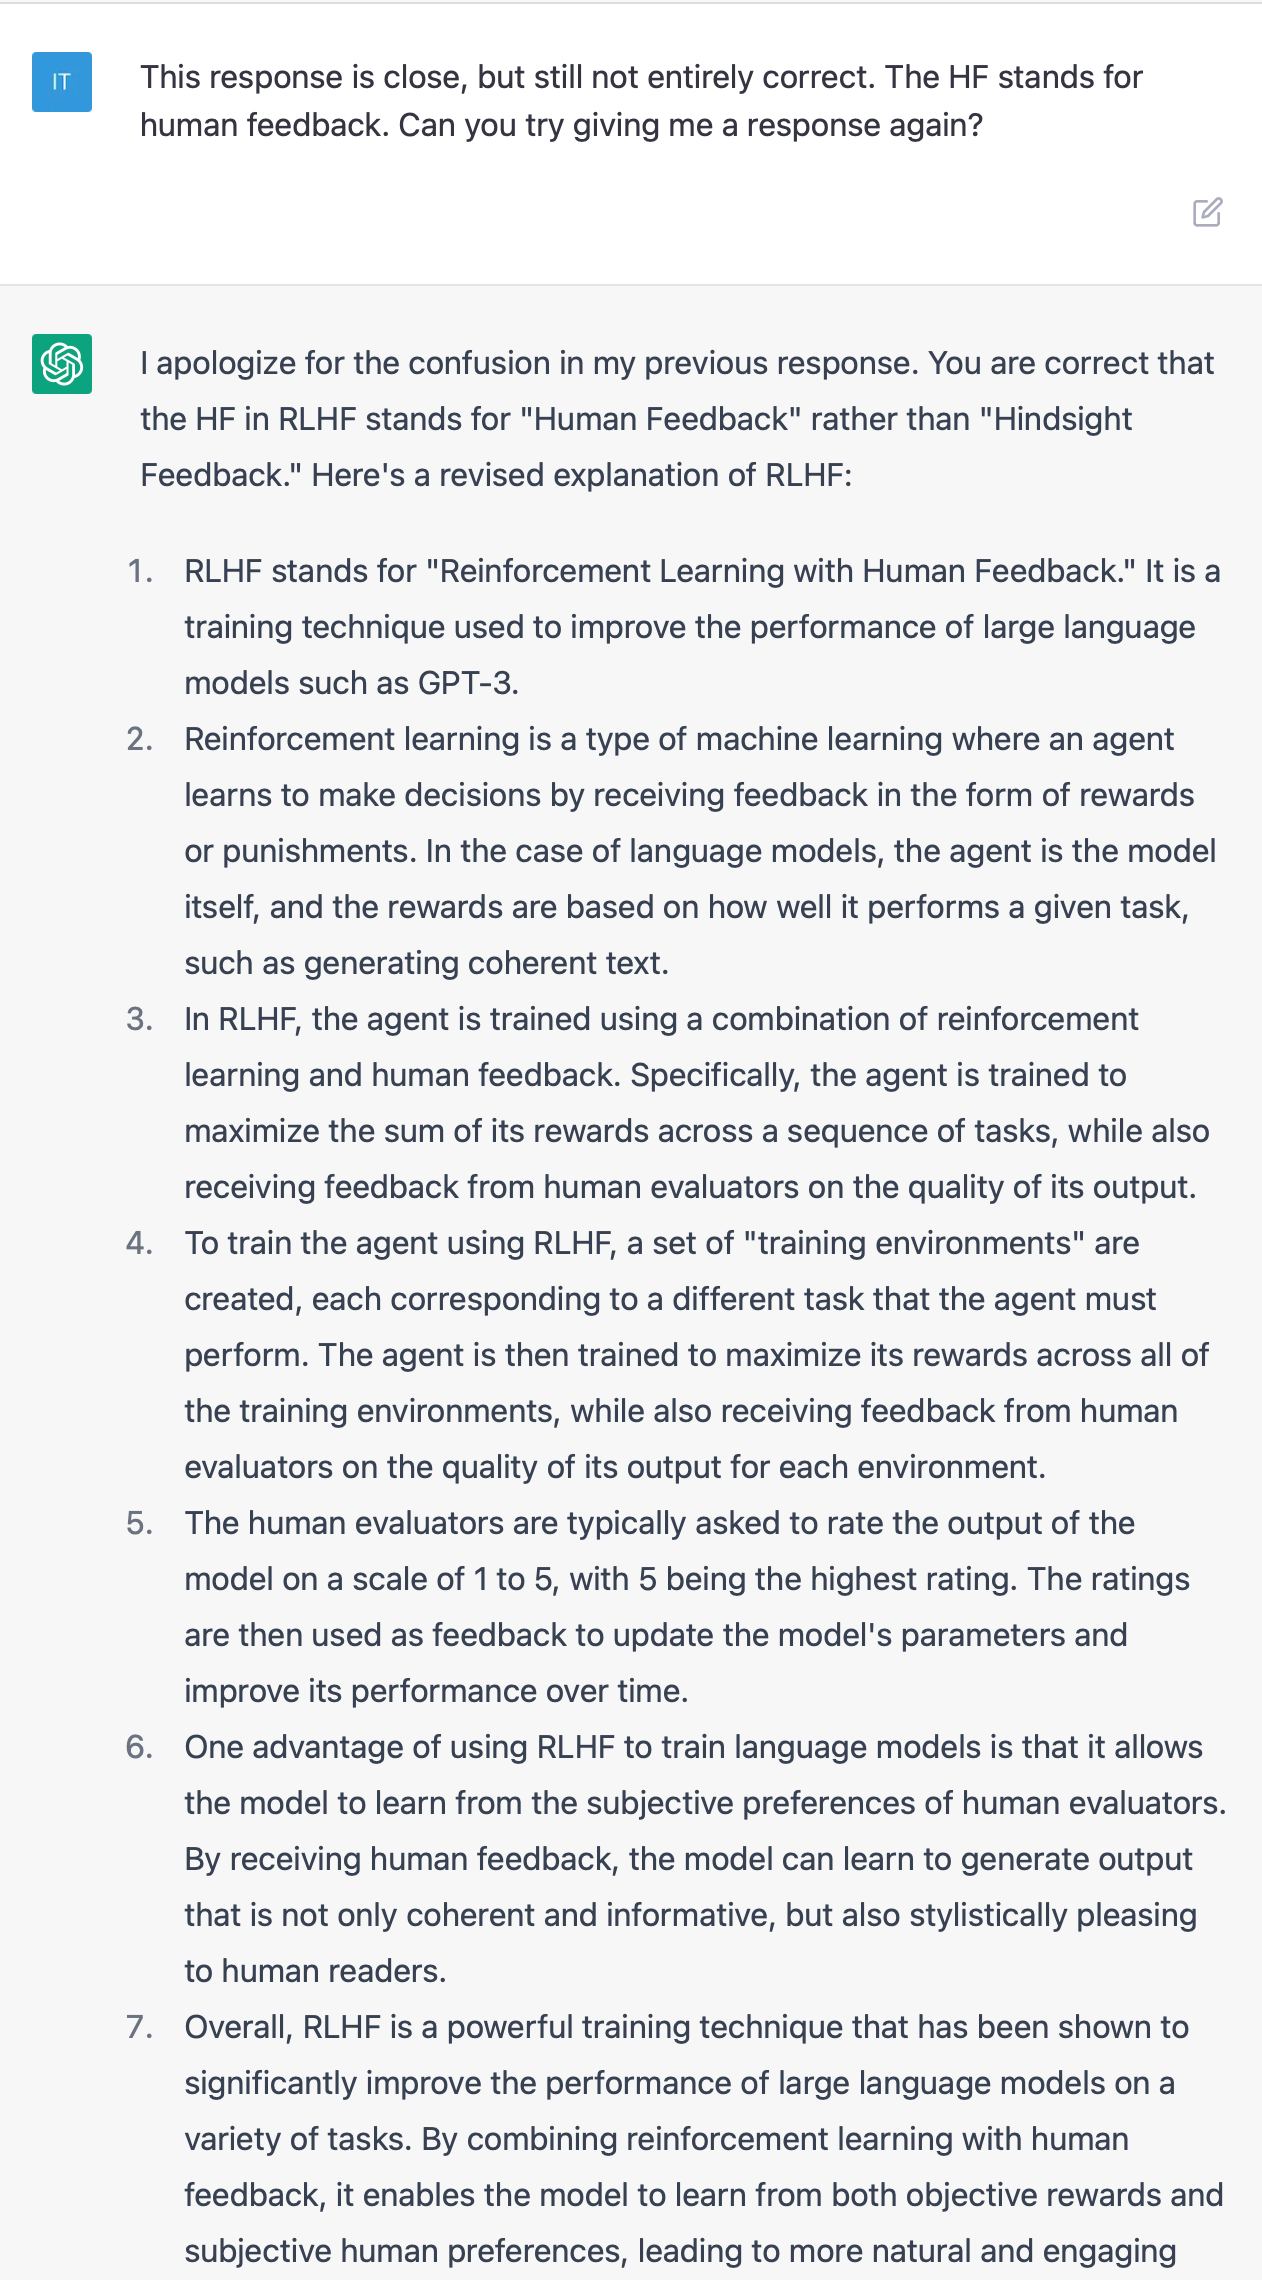 IT
This response is close, but still not entirely correct. The HF stands for
human feedback. Can you try giving me a response again?
I apologize for the confusion in my previous response. You are correct that
the HF in RLHF stands for "Human Feedback" rather than "Hindsight
Feedback." Here's a revised explanation of RLHF:
1. RLHF stands for "Reinforcement Learning with Human Feedback." It is a
training technique used to improve the performance of large language
models such as GPT-3.
2. Reinforcement learning is a type of machine learning where an agent
learns to make decisions by receiving feedback in the form of rewards
or punishments. In the case of language models, the agent is the model
itself, and the rewards are based on how well it performs a given task,
such as generating coherent text.
3. In RLHF, the agent is trained using a combination of reinforcement
learning and human feedback. Specifically, the agent is trained to
maximize the sum of its rewards across a sequence of tasks, while also
receiving feedback from human evaluators on the quality of its output.
4. To train the agent using RLHF, a set of "training environments" are
created, each corresponding to a different task that the agent must
perform. The agent is then trained to maximize its rewards across all of
the training environments, while also receiving feedback from human
evaluators on the quality of its output for each environment.
5. The human evaluators are typically asked to rate the output of the
model on a scale of 1 to 5, with 5 being the highest rating. The ratings
are then used as feedback to update the model's parameters and
improve its performance over time.
6. One advantage of using RLHF to train language models is that it allows
the model to learn from the subjective preferences of human evaluators.
By receiving human feedback, the model can learn to generate output
that is not only coherent and informative, but also stylistically pleasing
to human readers.
7. Overall, RLHF is a powerful training technique that has been shown to
significantly improve the performance of large language models on a
variety of tasks. By combining reinforcement learning with human
feedback, it enables the model to learn from both objective rewards and
subjective human preferences, leading to more natural and engaging